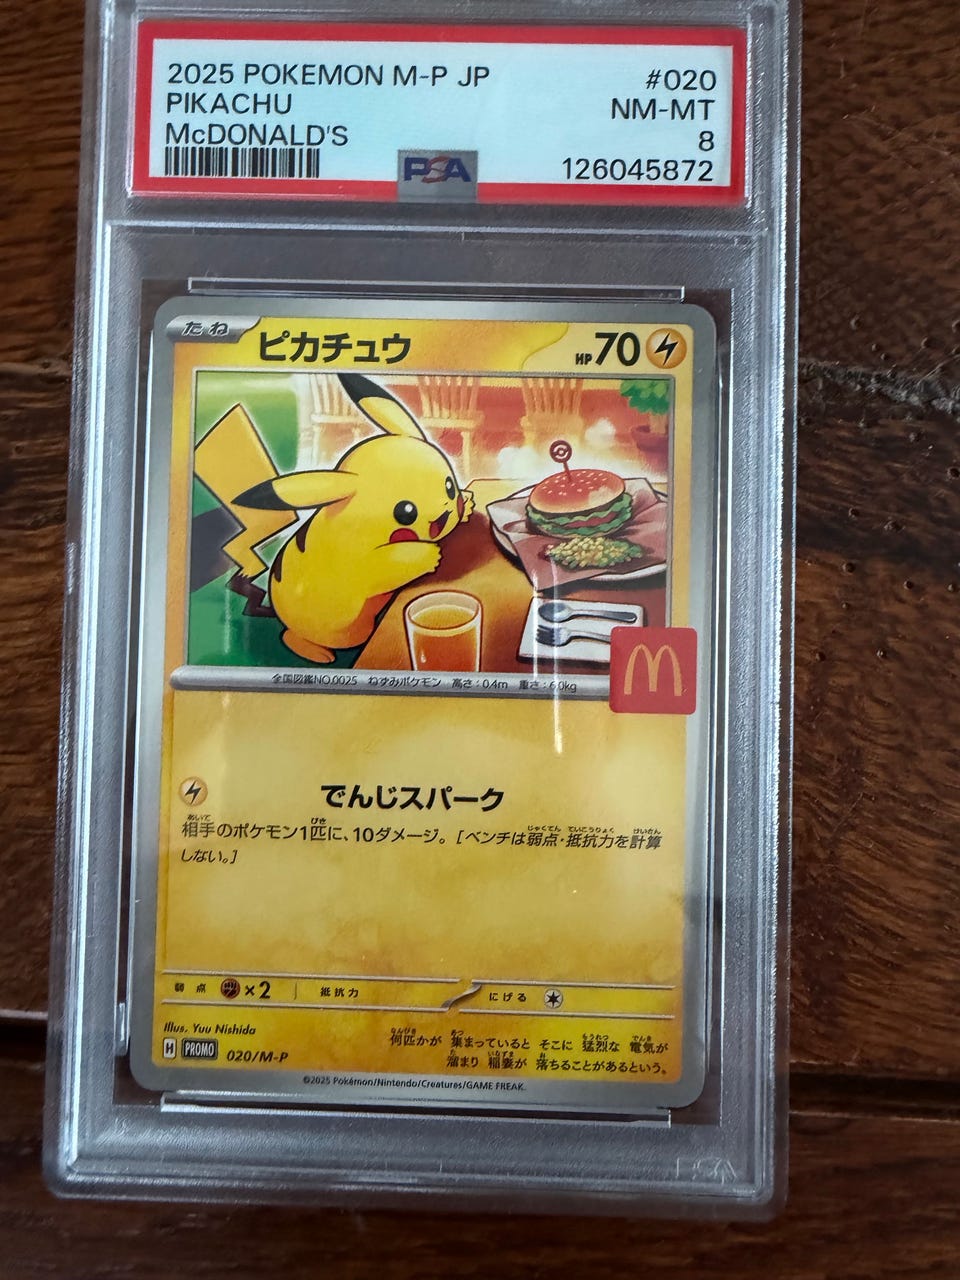 2025 POKEMON M-P JP #020
PIKACHU NM-MT
McDONALD'S 8
PSA 126045872
たね ピカチュウ HP 70
M
全国図鑑NO.0025 ねずみポケモン 高さ:0.4m 重さ:6.0kg
でんじスパーク
相手のポケモン1匹に、10ダメージ。[ベンチは弱点・抵抗力を計算
しない。]
弱点 ×2 抵抗力 にげる
Illus. Yuu Nishida
H PROMO 020/M-P
何匹かが 集まっていると そこに 猛烈な 電気が
溜まり 稲妻が 落ちることがあるという。
©2025 Pokémon/Nintendo/Creatures/GAME FREAK.
PSA